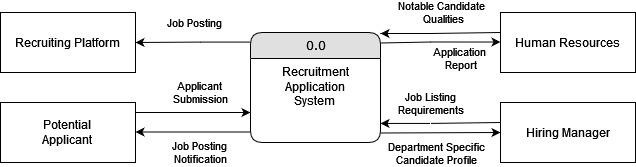 Notable Candidate
Qualities
Job Posting
Recruiting Platform
0.0
Human Resources
Application
Report
Recruitment
Application
System
Applicant
Submission
Job Listing
Requirements
Potential
Applicant
Hiring Manager
Job Posting
Notification
Department Specific
Candidate Profile